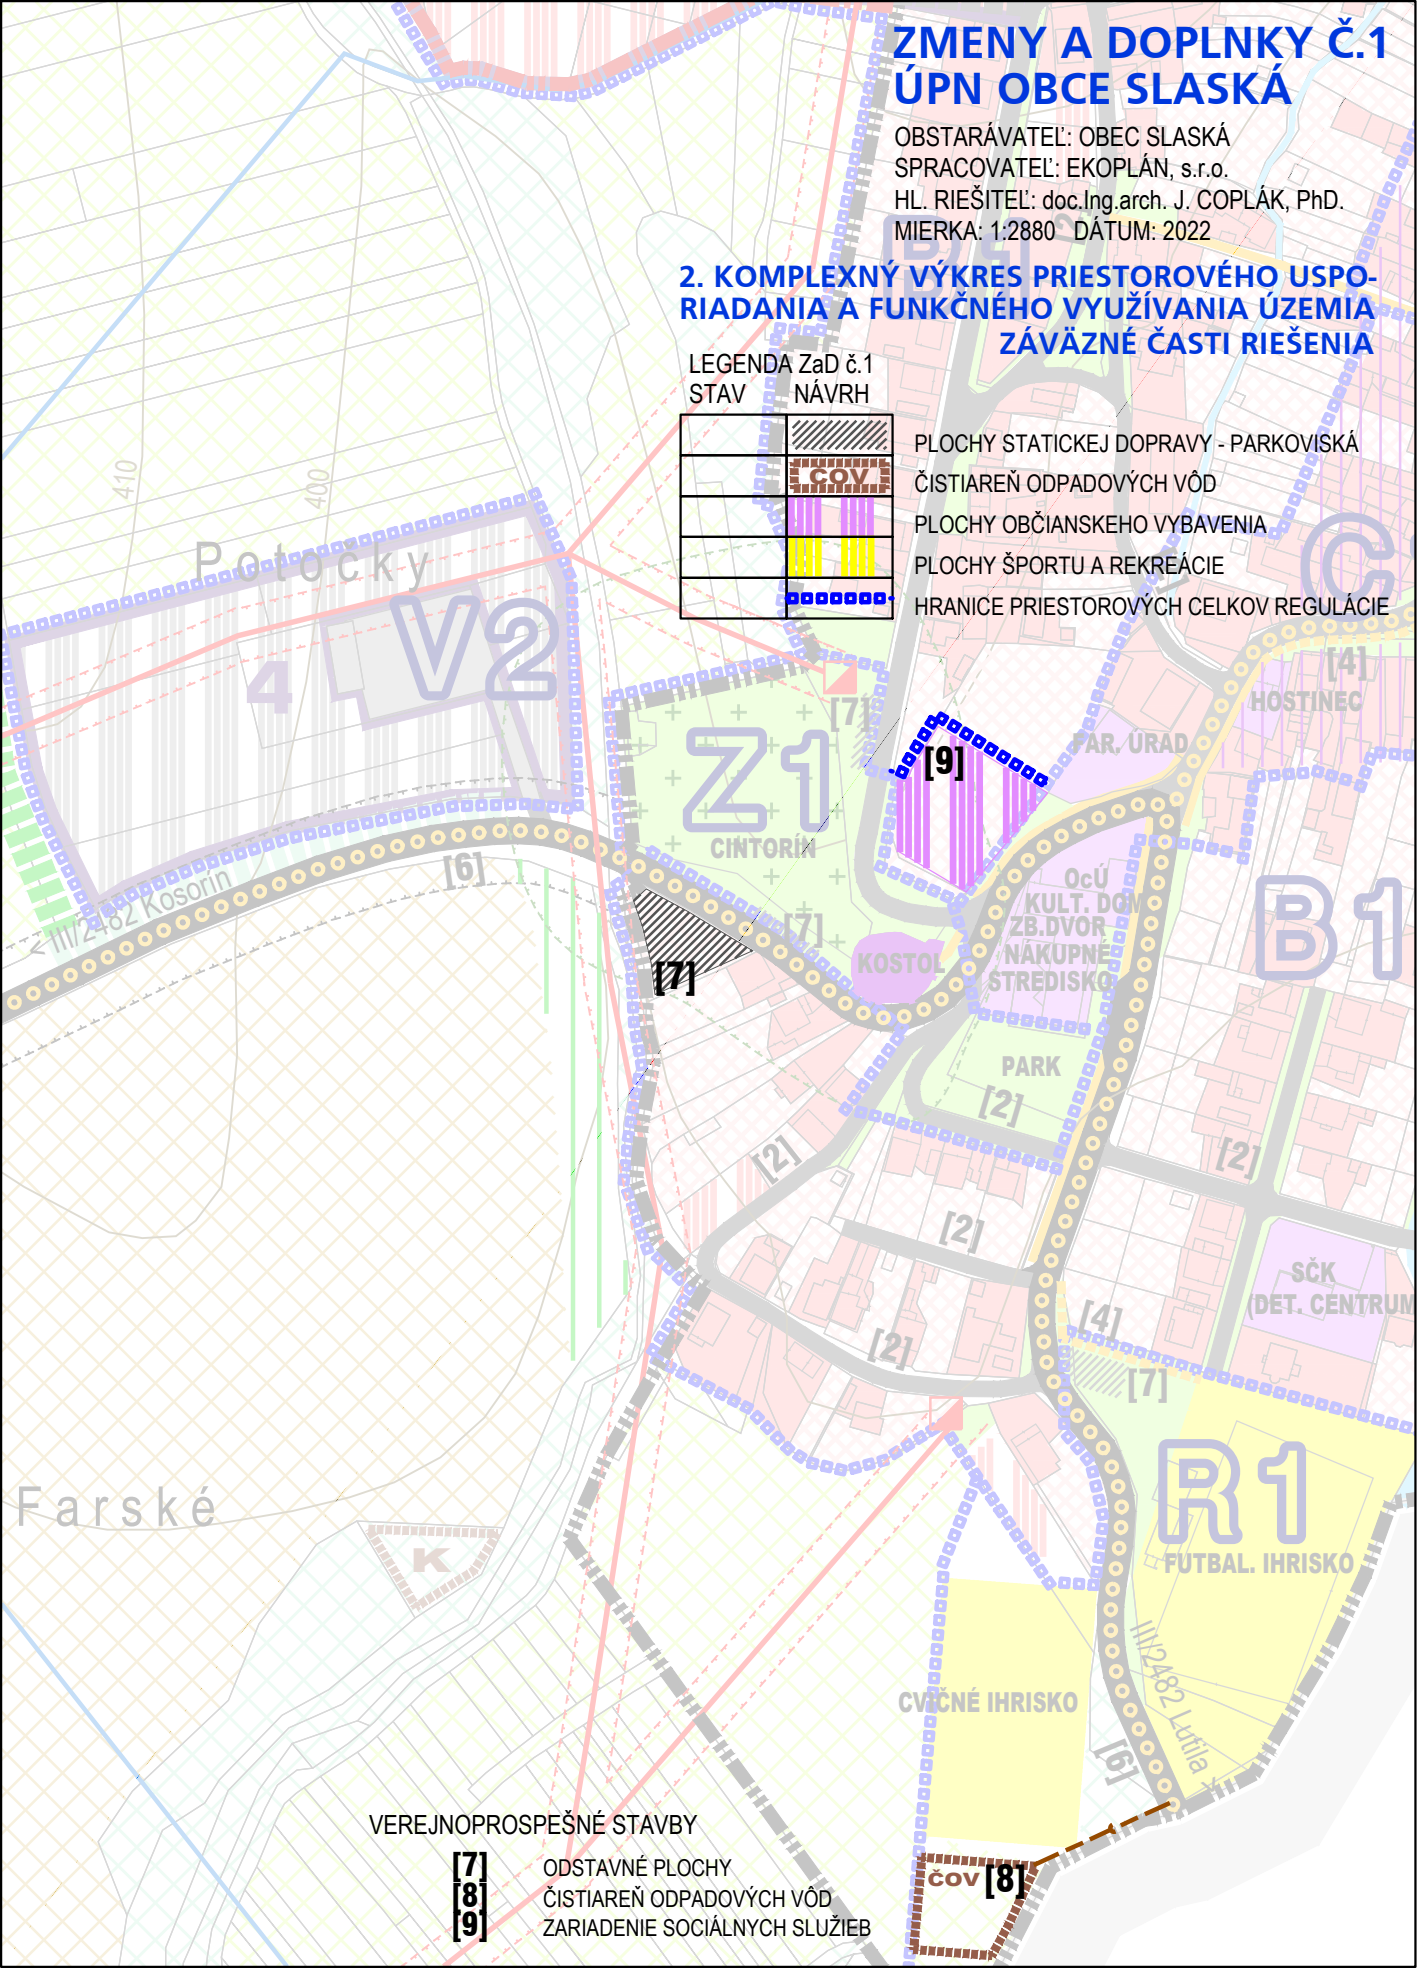 ZMENY A DOPLNKY Č.1
ÚPN OBCE SLASKÁ
OBSTARÁVATEĽ: OBEC SLASKÁ
SPRACOVATEĽ: EKOPLÁN, s.r.o.
HL. RIEŠITEĽ: doc.Ing.arch. J. COPLÁK, PhD.
MIERKA: 1:2880 DÁTUM: 2022
B1
2. KOMPLEXNÝ VÝKRES PRIESTOROVÉHO USPO-
RIADANIA A FUNKČNÉHO VYUŽÍVANIA ÚZEMIA
ZÁVÄZNÉ ČASTI RIEŠENIA
LEGENDA ZaD č.1
STAV NÁVRH
PLOCHY STATICKEJ DOPRAVY - PARKOVISKÁ
ČOV
ČISTIAREŇ ODPADOVÝCH VÔD
PLOCHY OBČIANSKEHO VYBAVENIA
PLOCHY ŠPORTU A REKREÁCIE
HRANICE PRIESTOROVÝCH CELKOV REGULÁCIE
410
400
Potočky
V2
4
[4]
HOSTINEC
[7]
FAR. ÚRAD
[9]
Z1
CINTORÍN
[6]
III/2482 Kosorín
OcÚ
KULT. DOM
ZB.DVOR
NÁKUPNÉ
STREDISKO
B1
[7]
KOSTOL
[7]
PARK
[2]
[2]
[2]
[2]
SČK
(DET. CENTRUM
[4]
[2]
[7]
R1
FUTBAL. IHRISKO
Farské
K
CVIČNÉ IHRISKO
III/2482 Lutila
[6]
VEREJNOPROSPEŠNÉ STAVBY
[7] ODSTAVNÉ PLOCHY
[8] ČISTIAREŇ ODPADOVÝCH VÔD
[9] ZARIADENIE SOCIÁLNYCH SLUŽIEB
ČOV [8]